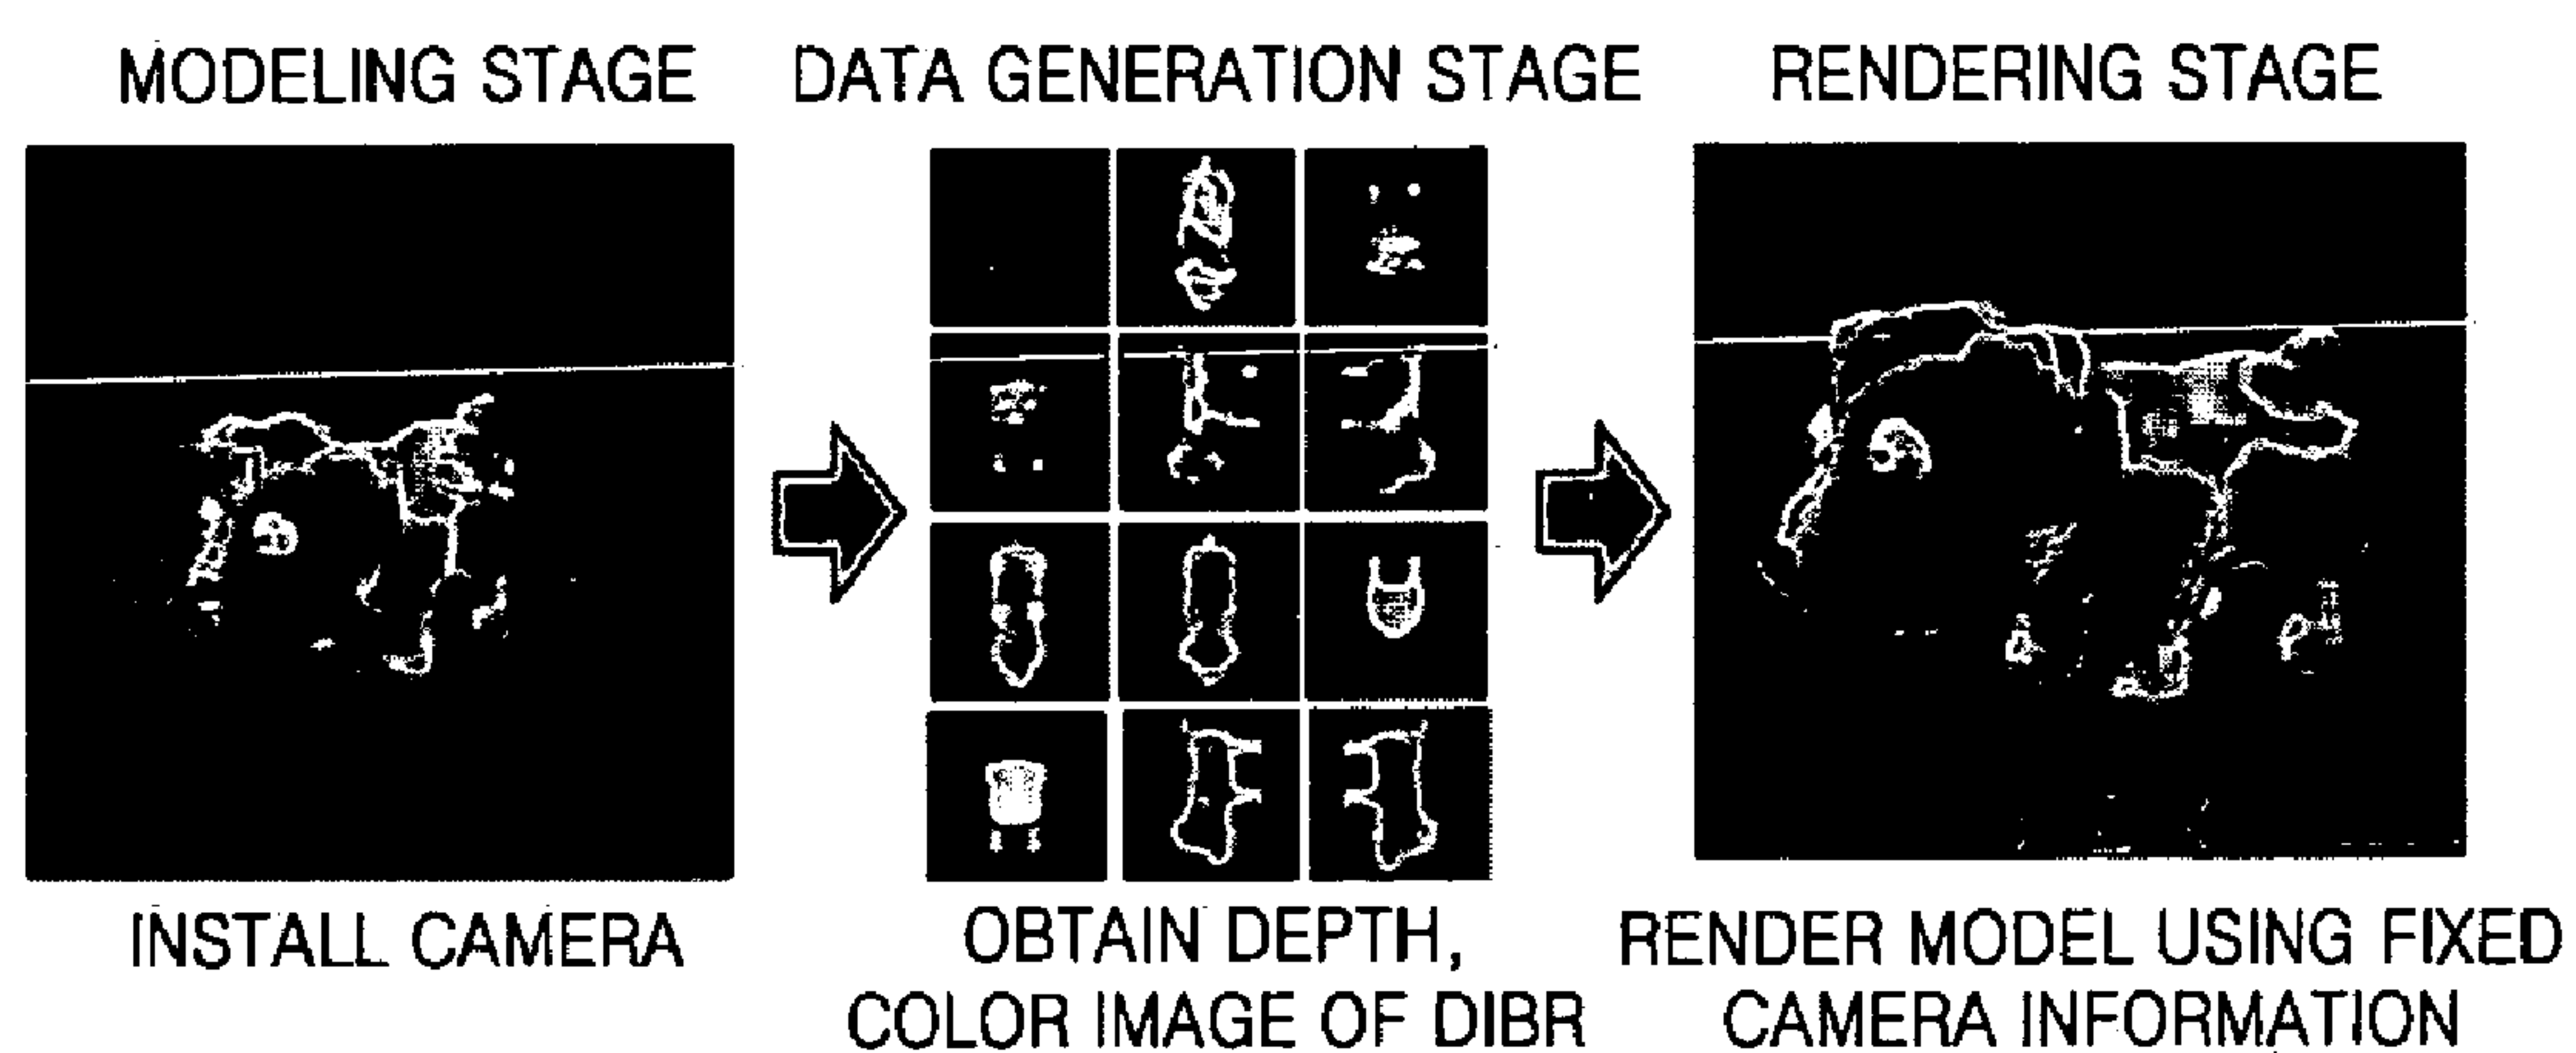 MODELING STAGE
DATA GENERATION STAGE
RENDERING STAGE
INSTALL CAMERA
OBTAIN DEPTH,
COLOR IMAGE OF DIBR
RENDER MODEL USING FIXED
CAMERA INFORMATION